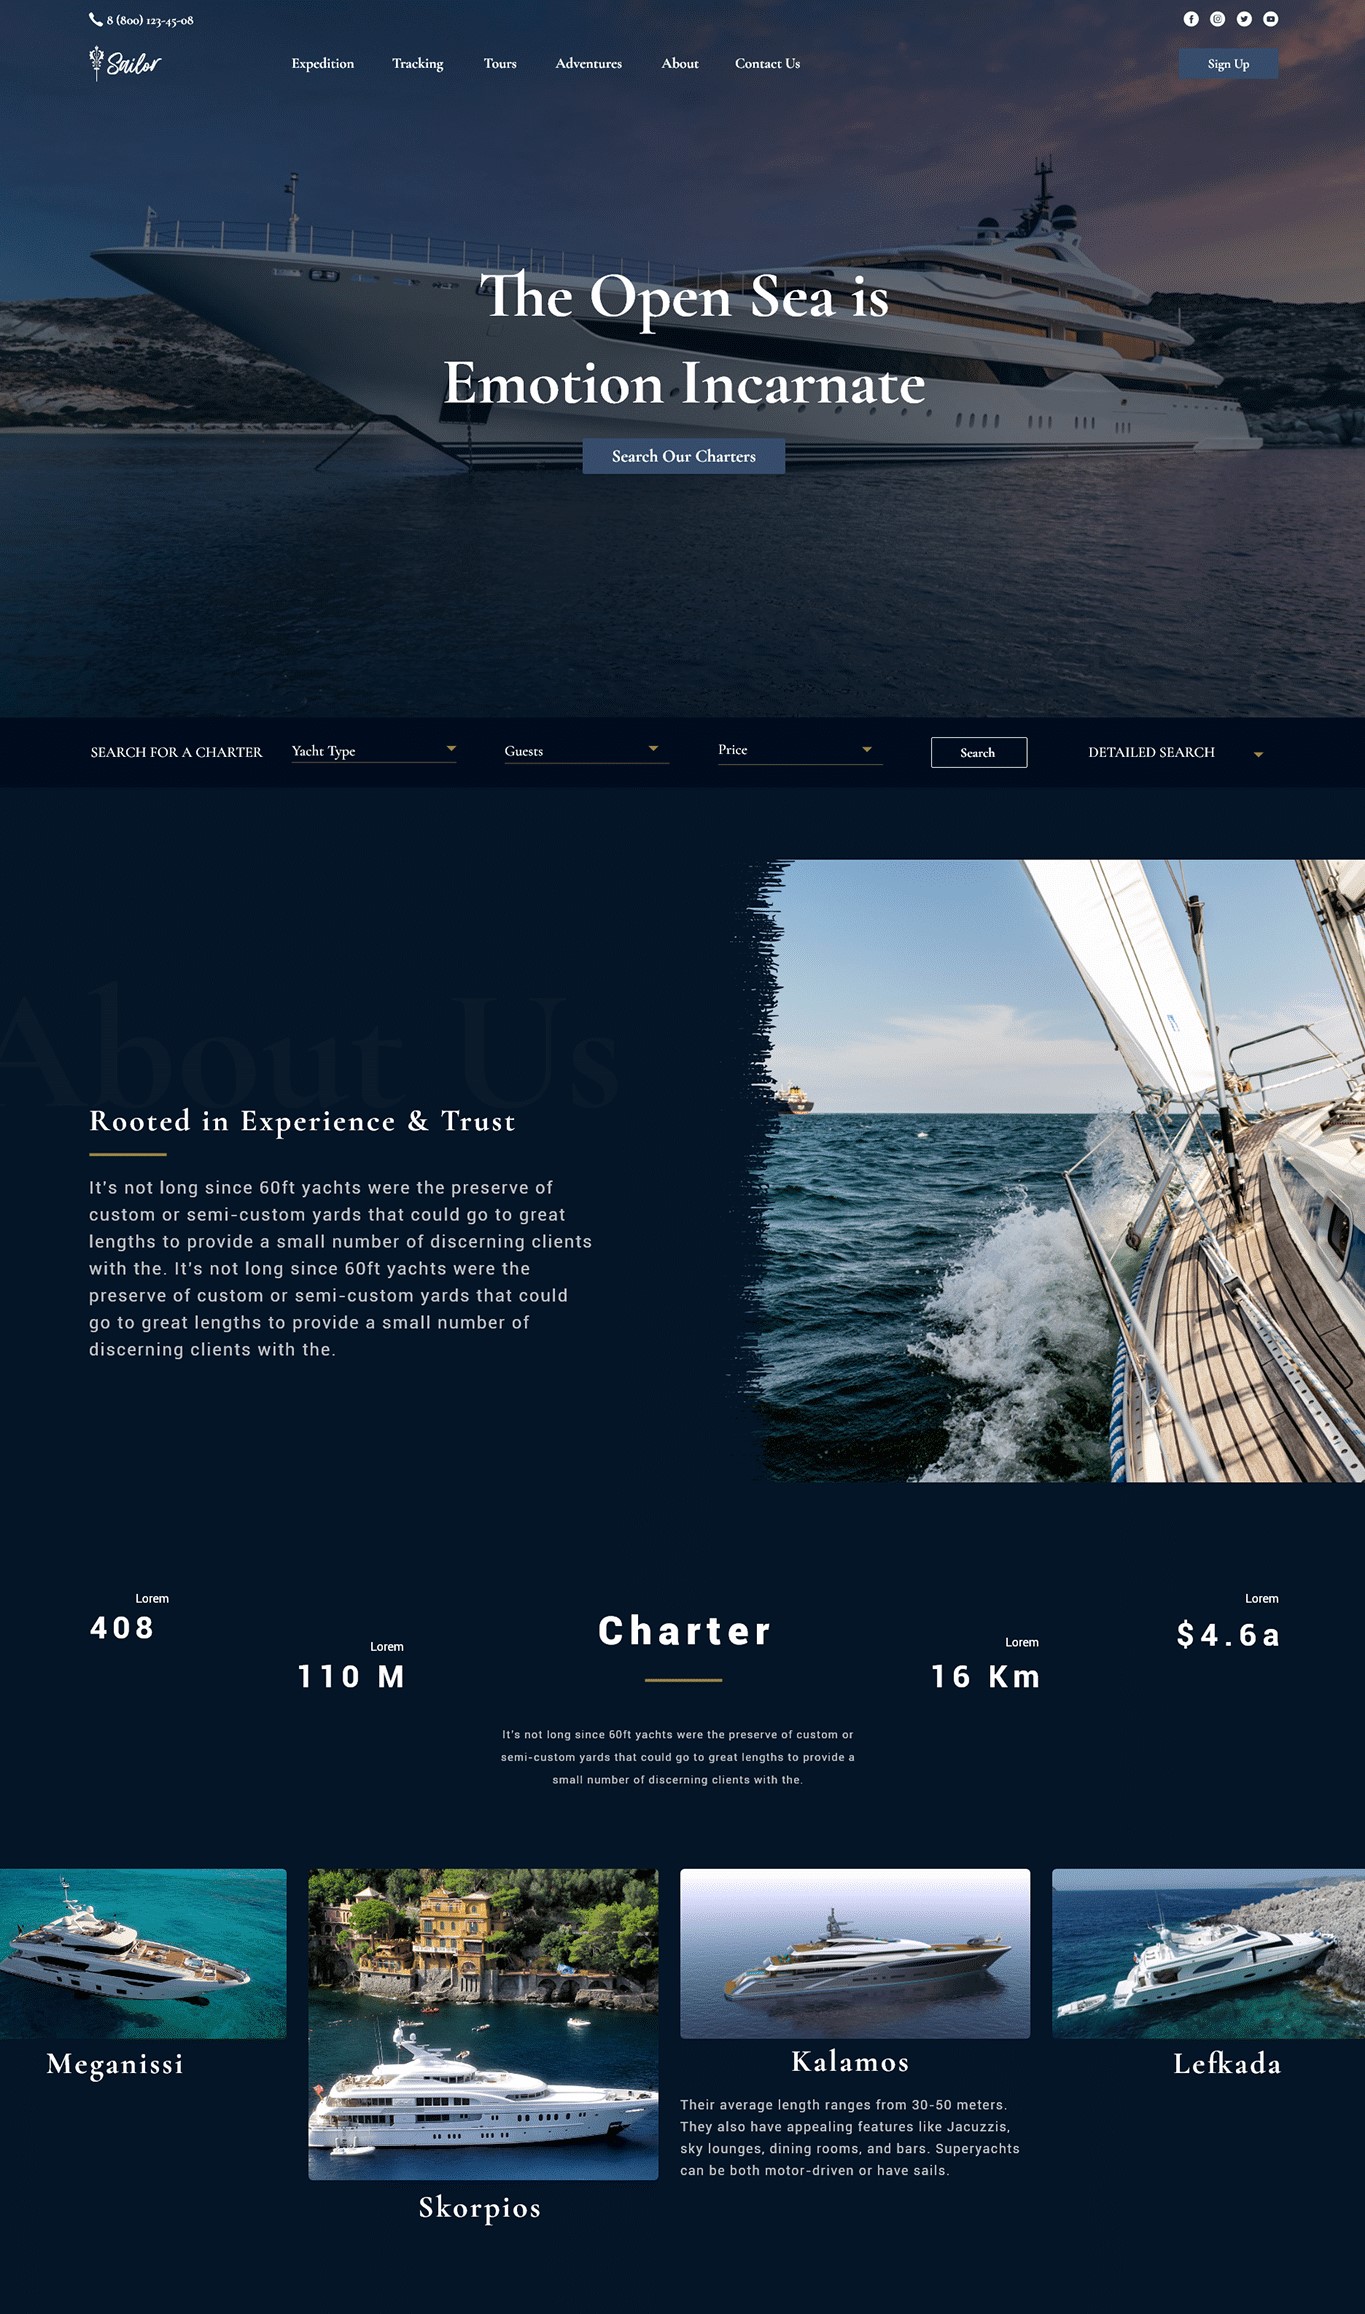 8 (800) 123-45-08
Sailor
Expedition Tracking Tours Adventures About Contact Us
Sign Up
The Open Sea is
Emotion Incarnate
Search Our Charters
SEARCH FOR A CHARTER Yacht Type Guests Price Search DETAILED SEARCH
About Us
Rooted in Experience & Trust
It's not long since 60ft yachts were the preserve of
custom or semi-custom yards that could go to great
lengths to provide a small number of discerning clients
with the. It's not long since 60ft yachts were the
preserve of custom or semi-custom yards that could
go to great lengths to provide a small number of
discerning clients with the.
Lorem
408
Lorem
110 M
Charter
Lorem
16 Km
Lorem
$4.6a
It's not long since 60ft yachts were the preserve of custom or
semi-custom yards that could go to great lengths to provide a
small number of discerning clients with the.
Meganissi
Skorpios
Kalamos
Their average length ranges from 30-50 meters.
They also have appealing features like Jacuzzis,
sky lounges, dining rooms, and bars. Superyachts
can be both motor-driven or have sails.
Lefkada